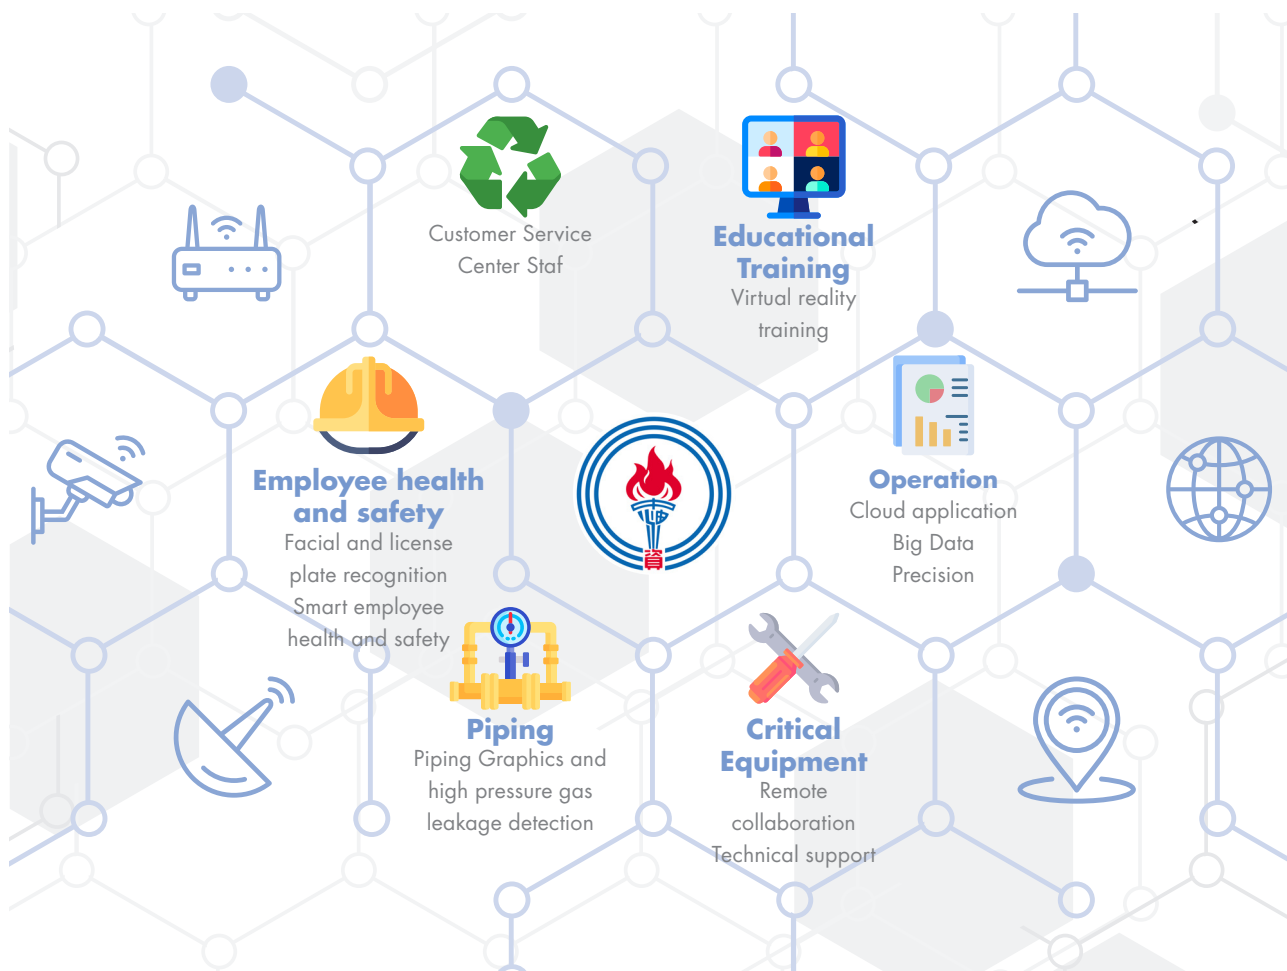 Customer Service
Center Staf
Educational
Training
Virtual reality
training
Employee health
and safety
Facial and license
plate recognition
Smart employee
health and safety
資
Operation
Cloud application
Big Data
Precision
Piping
Piping Graphics and
high pressure gas
leakage detection
Critical
Equipment
Remote
collaboration
Technical support